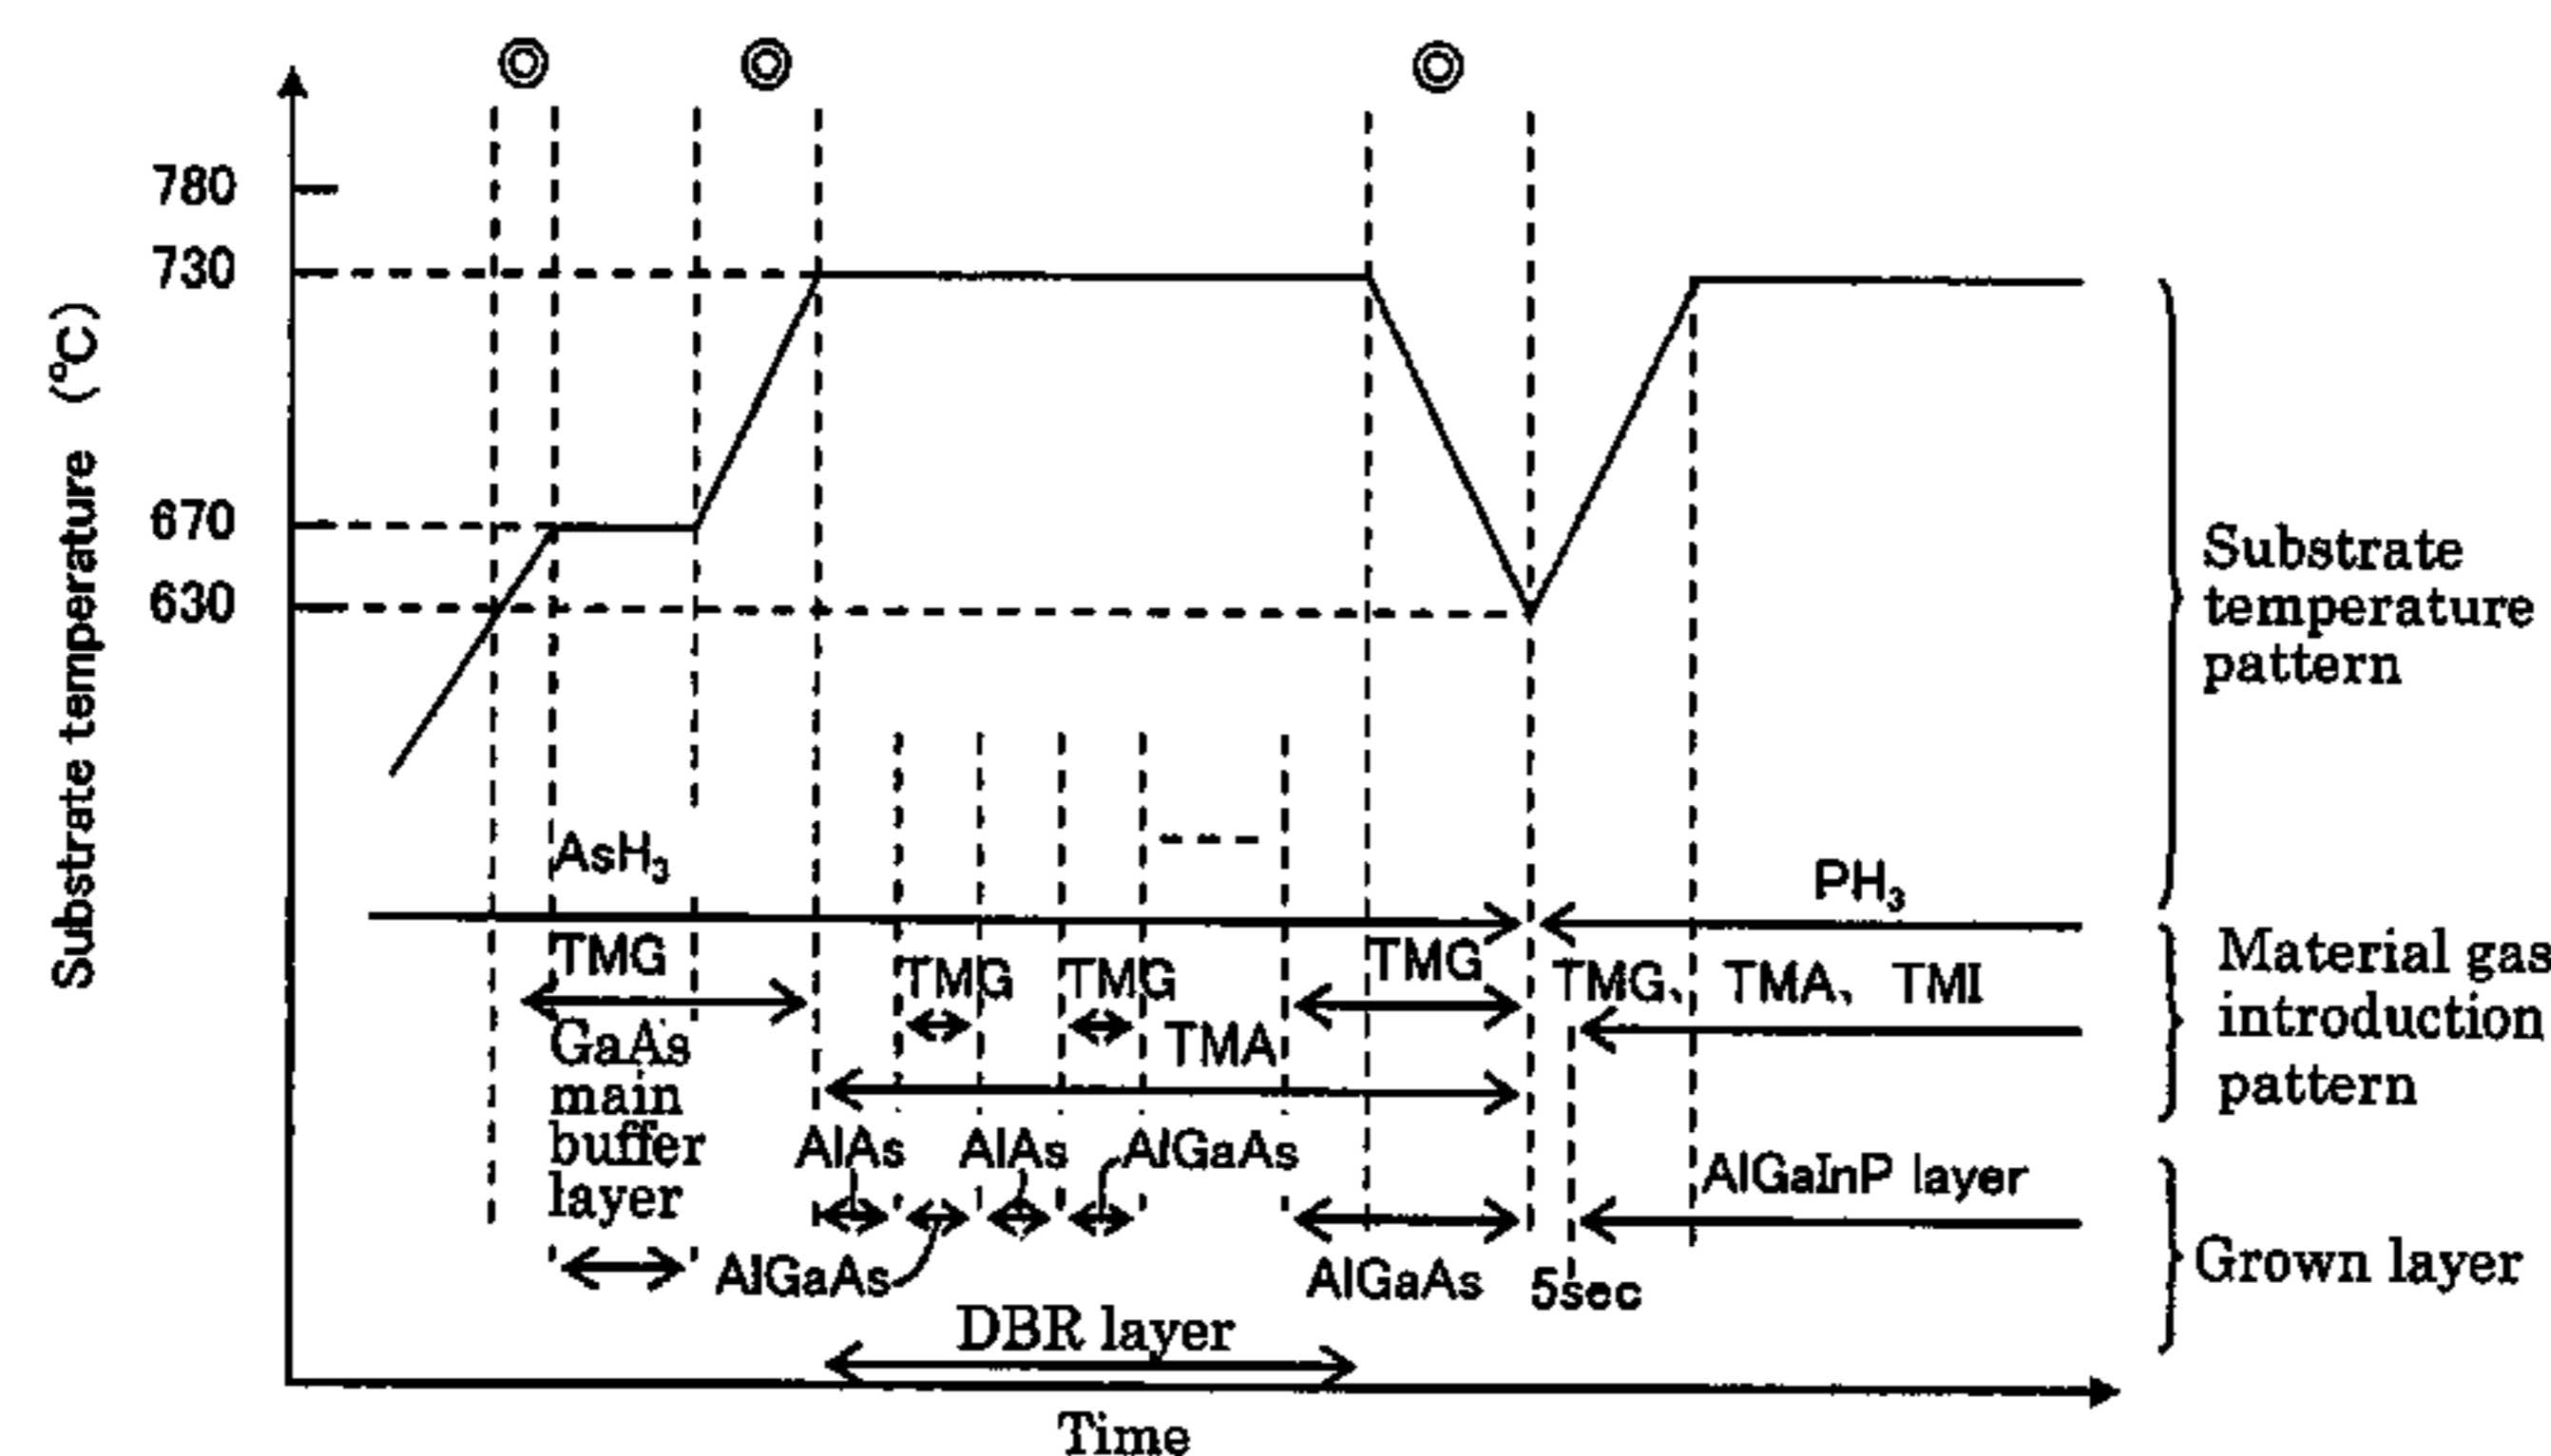 ◎ ◎ ◎
780
730
670
630
Substrate temperature (℃)
Substrate
temperature
pattern
AsH₃
PH₃
TMG
TMG
TMG
TMG
TMG、 TMA、 TMI
TMA
Material gas
introduction
pattern
GaAs
main
buffer
layer
AlAs
AlAs
AlGaAs
AlGaInP layer
AlGaAs
AlGaAs
5sec
Grown layer
DBR layer
Time